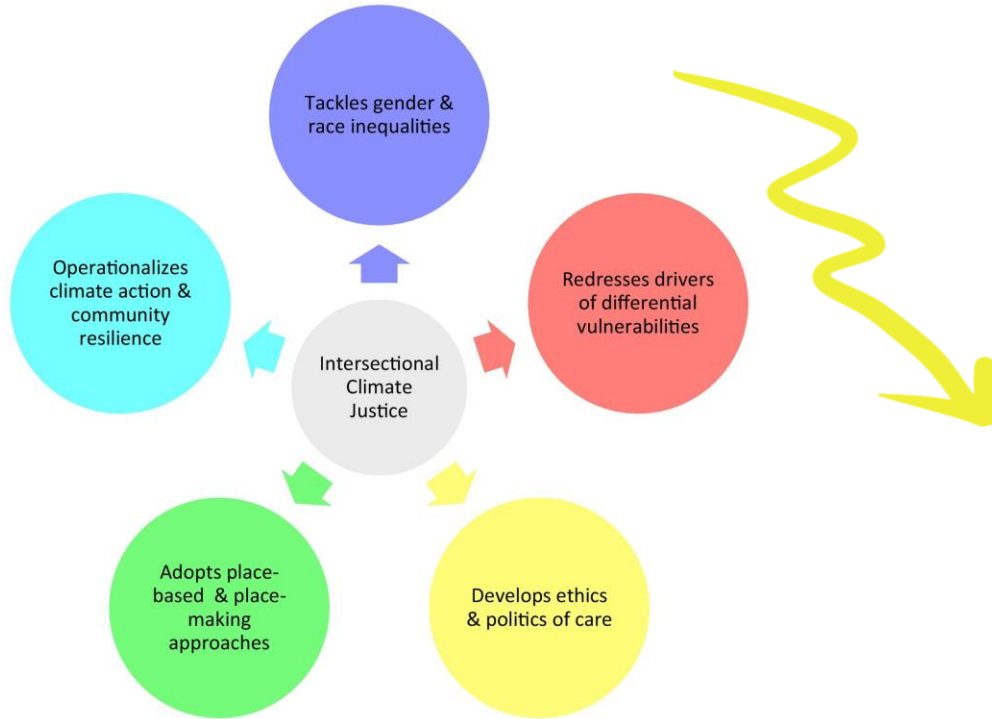 Tackles gender &
race inequalities
Operationalizes
climate action &
community
resilience
Redresses drivers
of differential
vulnerabilities
Intersectional
Climate
Justice
Adopts place-
based & place-
making
approaches
Develops ethics
& politics of care